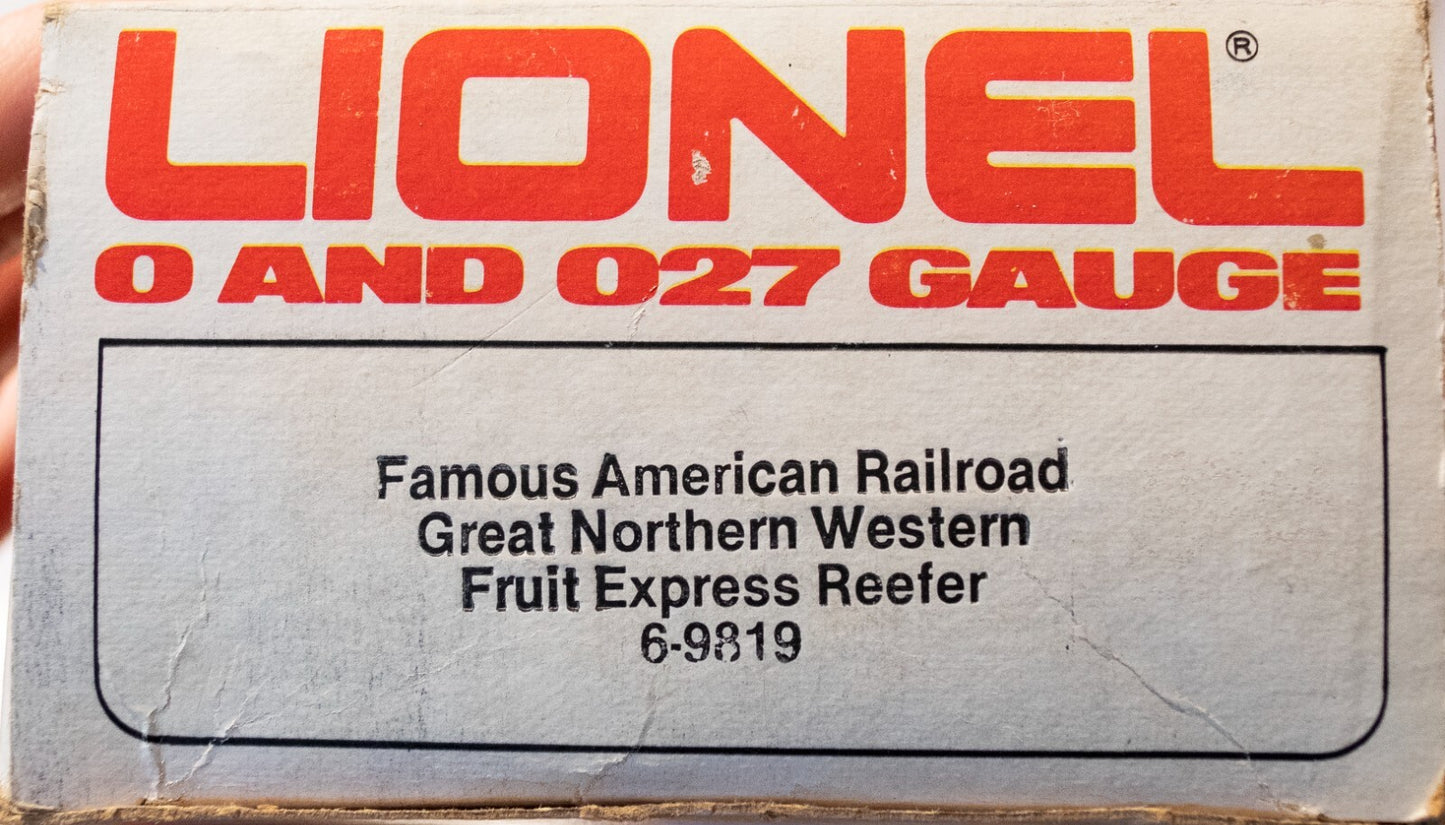 LIONEL®
O AND O27 GAUGE
Famous American Railroad
Great Northern Western
Fruit Express Reefer
6-9819